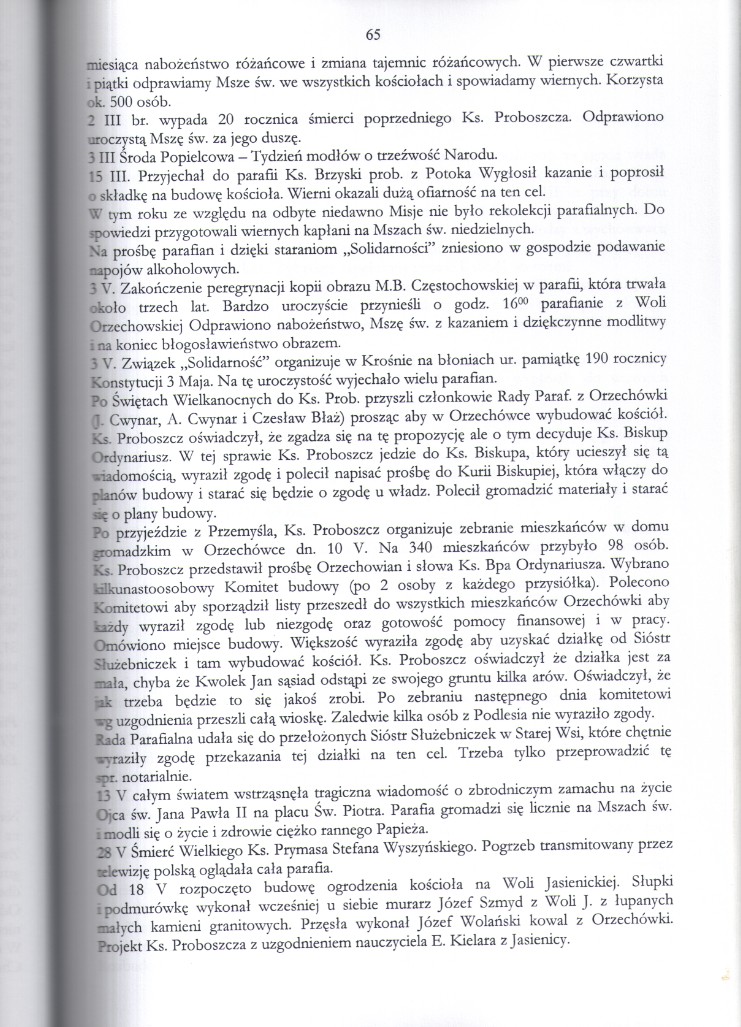 65
miesiąca nabożeństwo różańcowe i zmiana tajemnic różańcowych. W pierwsze czwartki
i piątki odprawiamy Msze św. we wszystkich kościołach i spowiadamy wiernych. Korzysta
ok. 500 osób.
2 III br. wypada 20 rocznica śmierci poprzedniego Ks. Proboszcza. Odprawiono
uroczystą Mszę św. za jego duszę.
3 III Środa Popielcowa – Tydzień modłów o trzeźwość Narodu.
15 III. Przyjechał do parafii Ks. Brzyski prob. z Potoka Wygłosił kazanie i poprosił
o składkę na budowę kościoła. Wierni okazali dużą ofiarność na ten cel.
W tym roku ze względu na odbyte niedawno Misje nie było rekolekcji parafialnych. Do
spowiedzi przygotowali wiernych kapłani na Mszach św. niedzielnych.
Na prośbę parafian i dzięki staraniom „Solidarności” zniesiono w gospodzie podawanie
napojów alkoholowych.
3 V. Zakończenie peregrynacji kopii obrazu M.B. Częstochowskiej w parafii, która trwała
około trzech lat. Bardzo uroczyście przynieśli o godz. 16⁰⁰ parafianie z Woli
Orzechowskiej Odprawiono nabożeństwo, Mszę św. z kazaniem i dziękczynne modlitwy
i na koniec błogosławieństwo obrazem.
3 V. Związek „Solidarność” organizuje w Krośnie na błoniach ur. pamiątkę 190 rocznicy
Konstytucji 3 Maja. Na tę uroczystość wyjechało wielu parafian.
Po Świętach Wielkanocnych do Ks. Prob. przyszli członkowie Rady Paraf. z Orzechówki
(J. Cwynar, A. Cwynar i Czesław Błaż) prosząc aby w Orzechówce wybudować kościół.
Ks. Proboszcz oświadczył, że zgadza się na tę propozycję ale o tym decyduje Ks. Biskup
Ordynariusz. W tej sprawie Ks. Proboszcz jedzie do Ks. Biskupa, który ucieszył się tą
wiadomością, wyraził zgodę i polecił napisać prośbę do Kurii Biskupiej, która włączy do
planów budowy i starać się będzie o zgodę u władz. Polecił gromadzić materiały i starać
się o plany budowy.
Po przyjeździe z Przemyśla, Ks. Proboszcz organizuje zebranie mieszkańców w domu
gromadzkim w Orzechówce dn. 10 V. Na 340 mieszkańców przybyło 98 osób.
Ks. Proboszcz przedstawił prośbę Orzechowian i słowa Ks. Bpa Ordynariusza. Wybrano
kilkunastoosobowy Komitet budowy (po 2 osoby z każdego przysiółka). Polecono
Komitetowi aby sporządził listy przeszedł do wszystkich mieszkańców Orzechówki aby
każdy wyraził zgodę lub niezgodę oraz gotowość pomocy finansowej i w pracy.
Omówiono miejsce budowy. Większość wyraziła zgodę aby uzyskać działkę od Sióstr
Służebniczek i tam wybudować kościół. Ks. Proboszcz oświadczył że działka jest za
mała, chyba że Kwolek Jan sąsiad odstąpi ze swojego gruntu kilka arów. Oświadczył, że
jak trzeba będzie to się jakoś zrobi. Po zebraniu następnego dnia komitetowi
wg uzgodnienia przeszli całą wioskę. Zaledwie kilka osób z Podlesia nie wyraziło zgody.
Rada Parafialna udała się do przełożonych Sióstr Służebniczek w Starej Wsi, które chętnie
wyraziły zgodę przekazania tej działki na ten cel. Trzeba tylko przeprowadzić tę
spr. notarialnie.
13 V całym światem wstrząsnęła tragiczna wiadomość o zbrodniczym zamachu na życie
Ojca św. Jana Pawła II na placu Św. Piotra. Parafia gromadzi się licznie na Mszach św.
i modli się o życie i zdrowie ciężko rannego Papieża.
28 V Śmierć Wielkiego Ks. Prymasa Stefana Wyszyńskiego. Pogrzeb transmitowany przez
telewizję polską oglądała cała parafia.
Od 18 V rozpoczęto budowę ogrodzenia kościoła na Woli Jasienickiej. Słupki
i podmurówkę wykonał wcześniej u siebie murarz Józef Szmyd z Woli J. z łupanych
małych kamieni granitowych. Przęsła wykonał Józef Wolański kowal z Orzechówki.
Projekt Ks. Proboszcza z uzgodnieniem nauczyciela E. Kielara z Jasienicy.